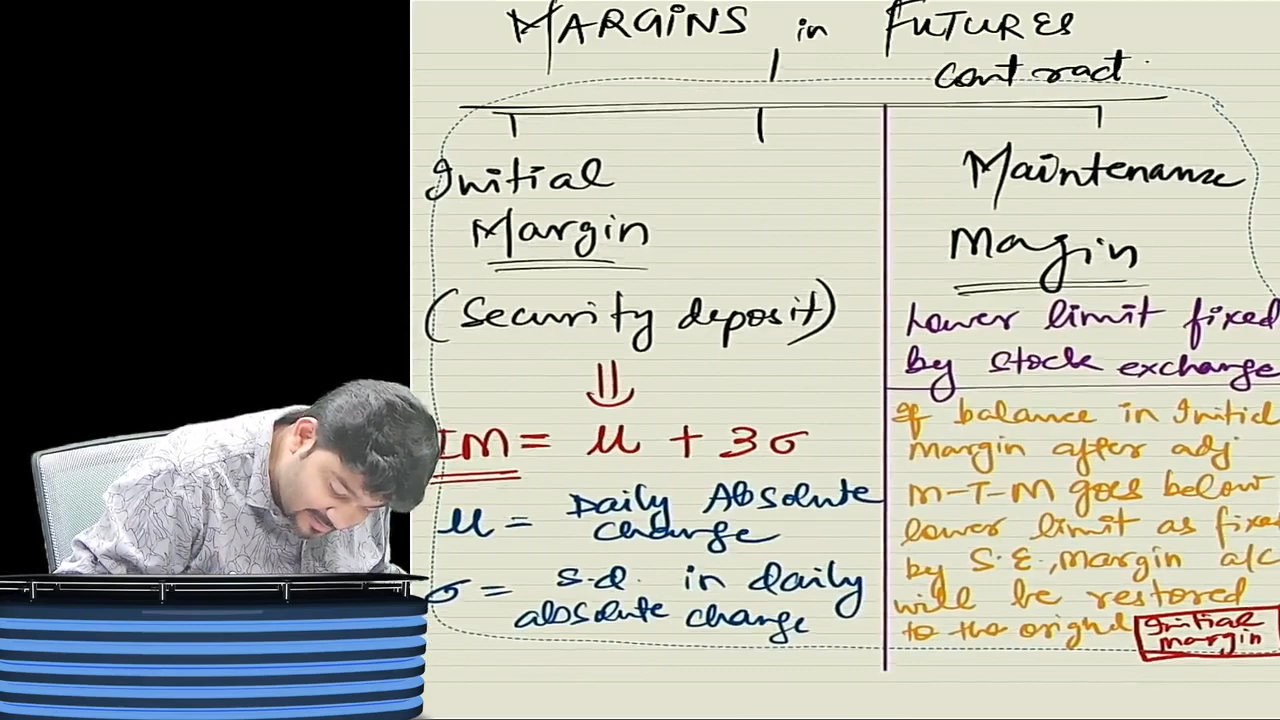 MARGINS in FUTURES
contract
Initial
Margin
(Security deposit)
⇓
IM = μ + 3σ
μ = Daily Absolute
change
σ = s.d. in daily
absolute change
Maintenance
Margin
Lower limit fixed
by stock exchange
If balance in Initial
margin after adj
M-T-M goes below
lower limit as fixed
by S.E., margin a/c
will be restored
to the original Initial
margin